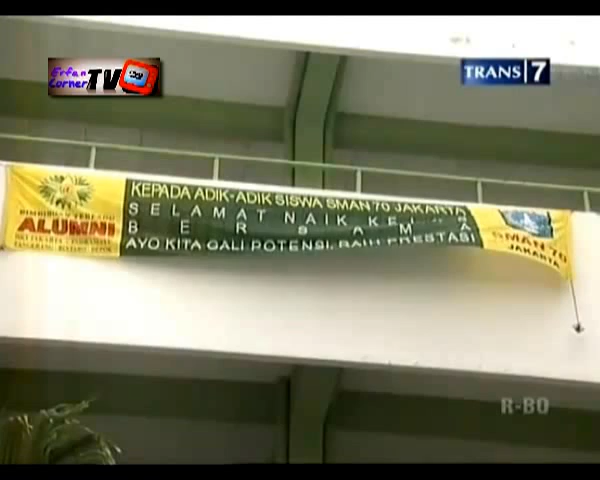 Erfan
Corner TV
TRANS|7
KEPADA ADIK-ADIK SISWA SMAN 70 JAKARTA
SELAMAT NAIK
BERSAMA
AYO KITA GALI POTENSI, RAIH PRESTASI
BIMBINGAN
ALUMNI
SMAN 70
JAKARTA
R-BO